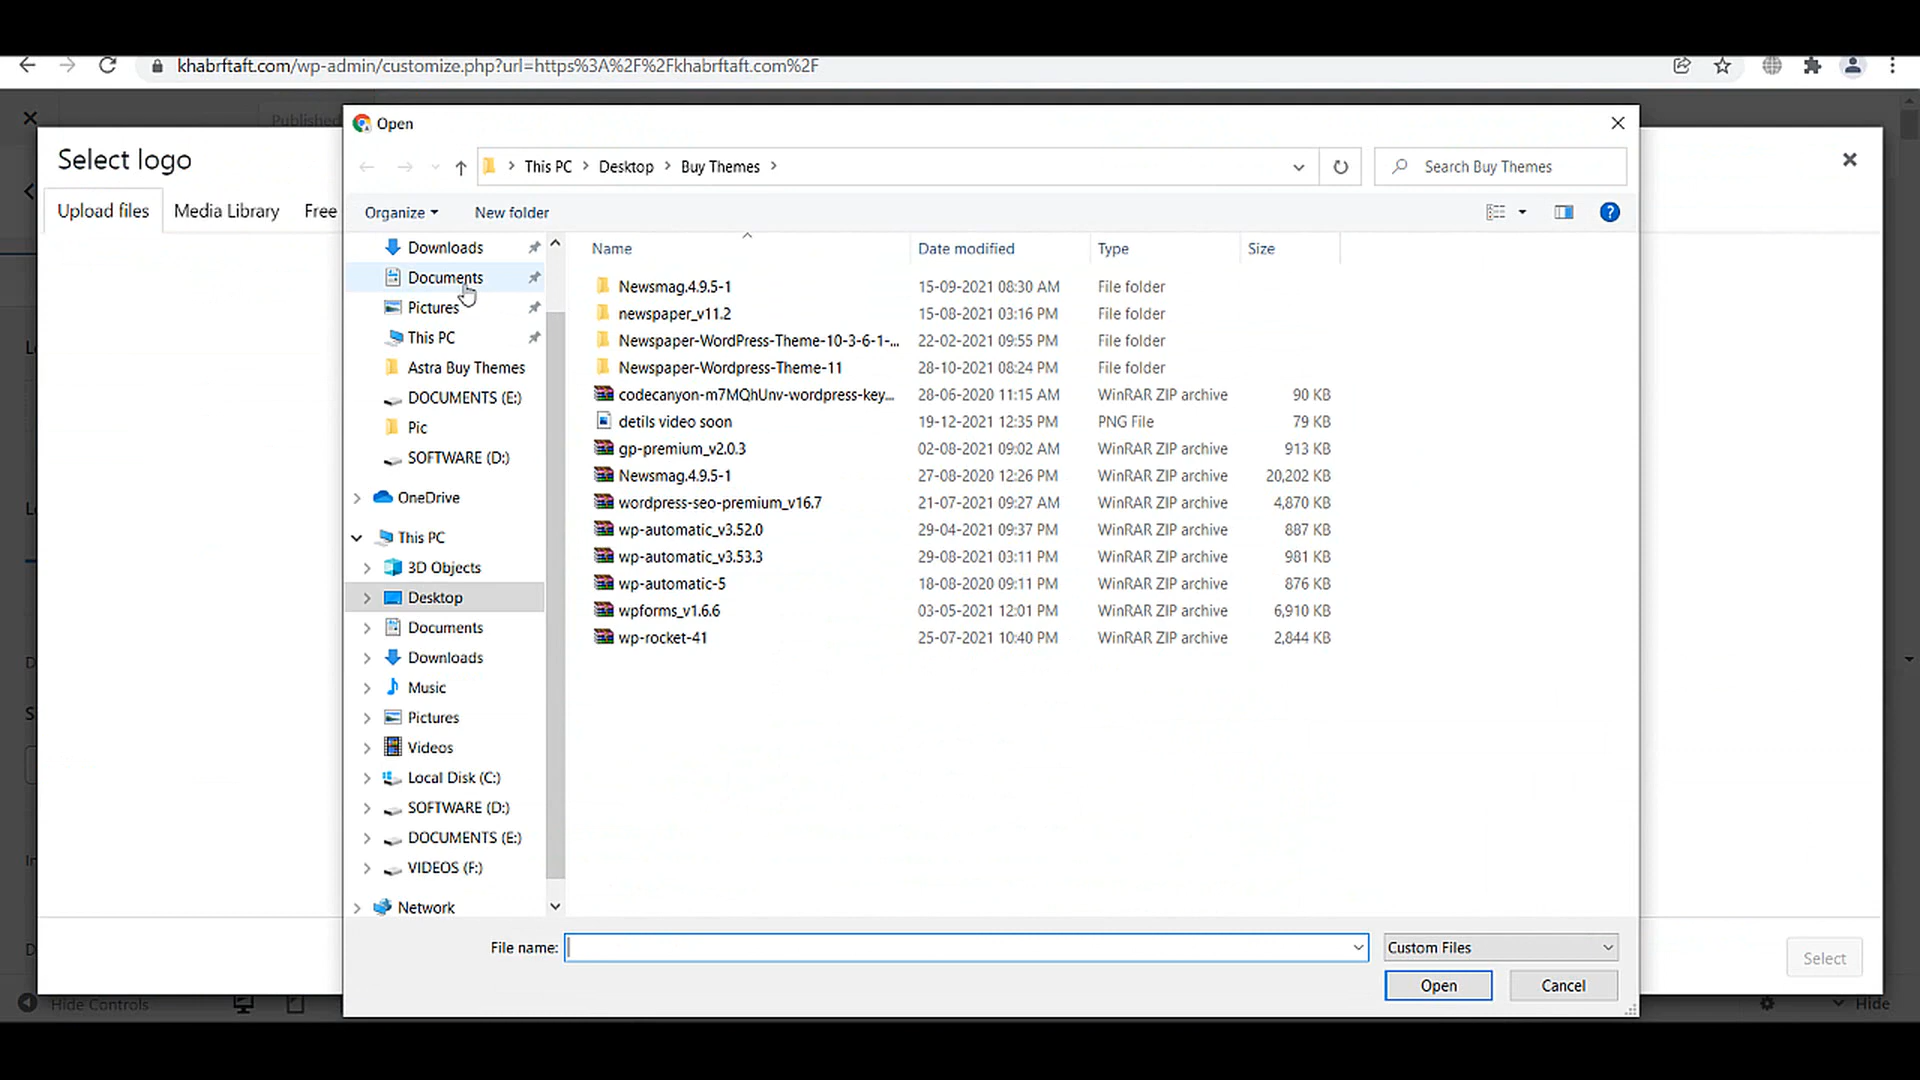 khabrftaft.com/wp-admin/customize.php?url=https%3A%2F%2Fkhabrftaft.com%2F
Published
Open
Select logo
This PC > Desktop > Buy Themes >
Search Buy Themes
Upload files
Media Library
Free
Organize
New folder
Name
Date modified
Type
Size
Downloads
Documents
Pictures
This PC
Astra Buy Themes
DOCUMENTS (E:)
Pic
SOFTWARE (D:)
OneDrive
This PC
3D Objects
Desktop
Documents
Downloads
Music
Pictures
Videos
Local Disk (C:)
SOFTWARE (D:)
DOCUMENTS (E:)
VIDEOS (F:)
Network
Newsmag.4.9.5-1 15-09-2021 08:30 AM File folder
newspaper_v11.2 15-08-2021 03:16 PM File folder
Newspaper-WordPress-Theme-10-3-6-1-... 22-02-2021 09:55 PM File folder
Newspaper-Wordpress-Theme-11 28-10-2021 08:24 PM File folder
codecanyon-m7MQhUnv-wordpress-key... 28-06-2020 11:15 AM WinRAR ZIP archive 90 KB
detils video soon 19-12-2021 12:35 PM PNG File 79 KB
gp-premium_v2.0.3 02-08-2021 09:02 AM WinRAR ZIP archive 913 KB
Newsmag.4.9.5-1 27-08-2020 12:26 PM WinRAR ZIP archive 20,202 KB
wordpress-seo-premium_v16.7 21-07-2021 09:27 AM WinRAR ZIP archive 4,870 KB
wp-automatic_v3.52.0 29-04-2021 09:37 PM WinRAR ZIP archive 887 KB
wp-automatic_v3.53.3 29-08-2021 03:11 PM WinRAR ZIP archive 981 KB
wp-automatic-5 18-08-2020 09:11 PM WinRAR ZIP archive 876 KB
wpforms_v1.6.6 03-05-2021 12:01 PM WinRAR ZIP archive 6,910 KB
wp-rocket-41 25-07-2021 10:40 PM WinRAR ZIP archive 2,844 KB
File name:
Custom Files
Open
Cancel
Select
Hide Controls
Hide